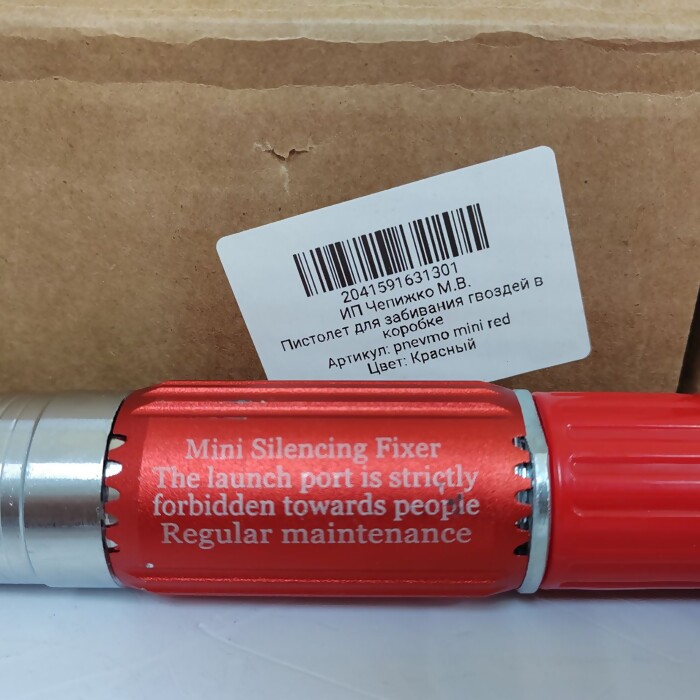 2041591631301
ИП Чепижко М.В.
Пистолет для забивания гвоздей в
коробке
Артикул: pnevmo mini red
Цвет: Красный
Mini Silencing Fixer
The launch port is strictly
forbidden towards people
Regular maintenance